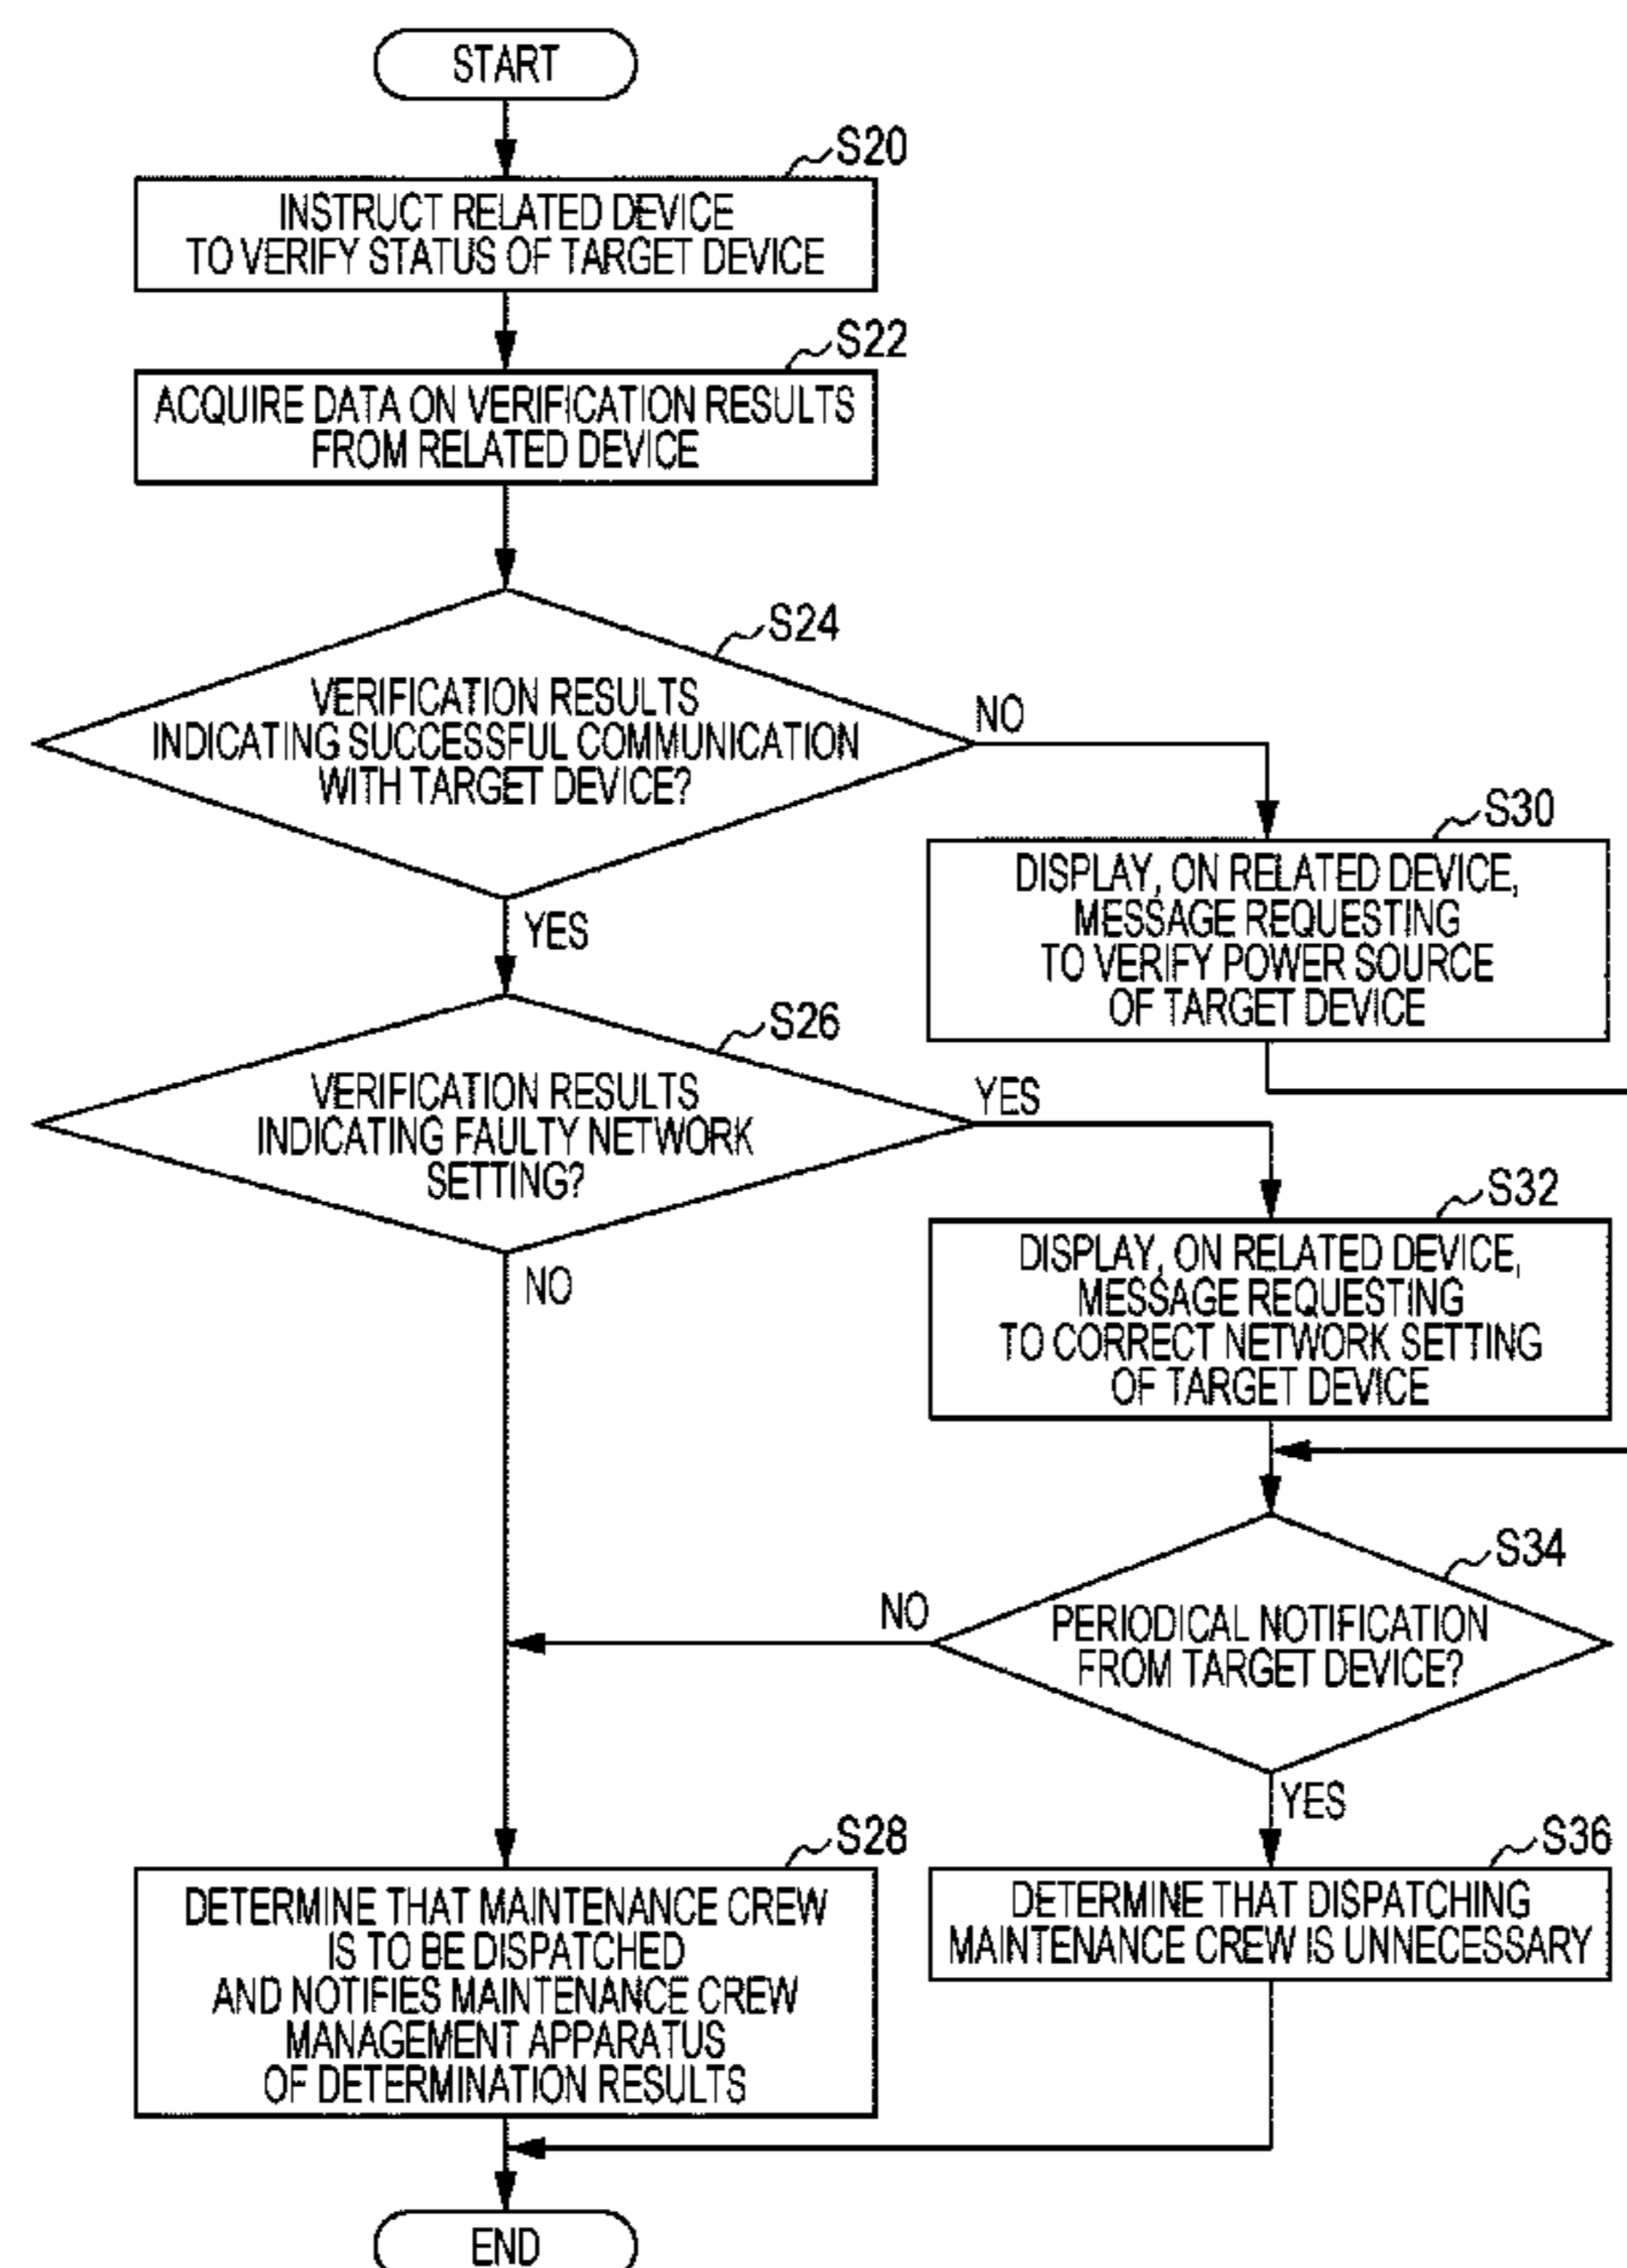 START
S20
INSTRUCT RELATED DEVICE
TO VERIFY STATUS OF TARGET DEVICE
S22
ACQUIRE DATA ON VERIFICATION RESULTS
FROM RELATED DEVICE
S24
VERIFICATION RESULTS
INDICATING SUCCESSFUL COMMUNICATION
WITH TARGET DEVICE?
NO
YES
S30
DISPLAY, ON RELATED DEVICE,
MESSAGE REQUESTING
TO VERIFY POWER SOURCE
OF TARGET DEVICE
S26
VERIFICATION RESULTS
INDICATING FAULTY NETWORK
SETTING?
YES
NO
S32
DISPLAY, ON RELATED DEVICE,
MESSAGE REQUESTING
TO CORRECT NETWORK SETTING
OF TARGET DEVICE
S34
PERIODICAL NOTIFICATION
FROM TARGET DEVICE?
NO
YES
S28
DETERMINE THAT MAINTENANCE CREW
IS TO BE DISPATCHED
AND NOTIFIES MAINTENANCE CREW
MANAGEMENT APPARATUS
OF DETERMINATION RESULTS
S36
DETERMINE THAT DISPATCHING
MAINTENANCE CREW IS UNNECESSARY
END